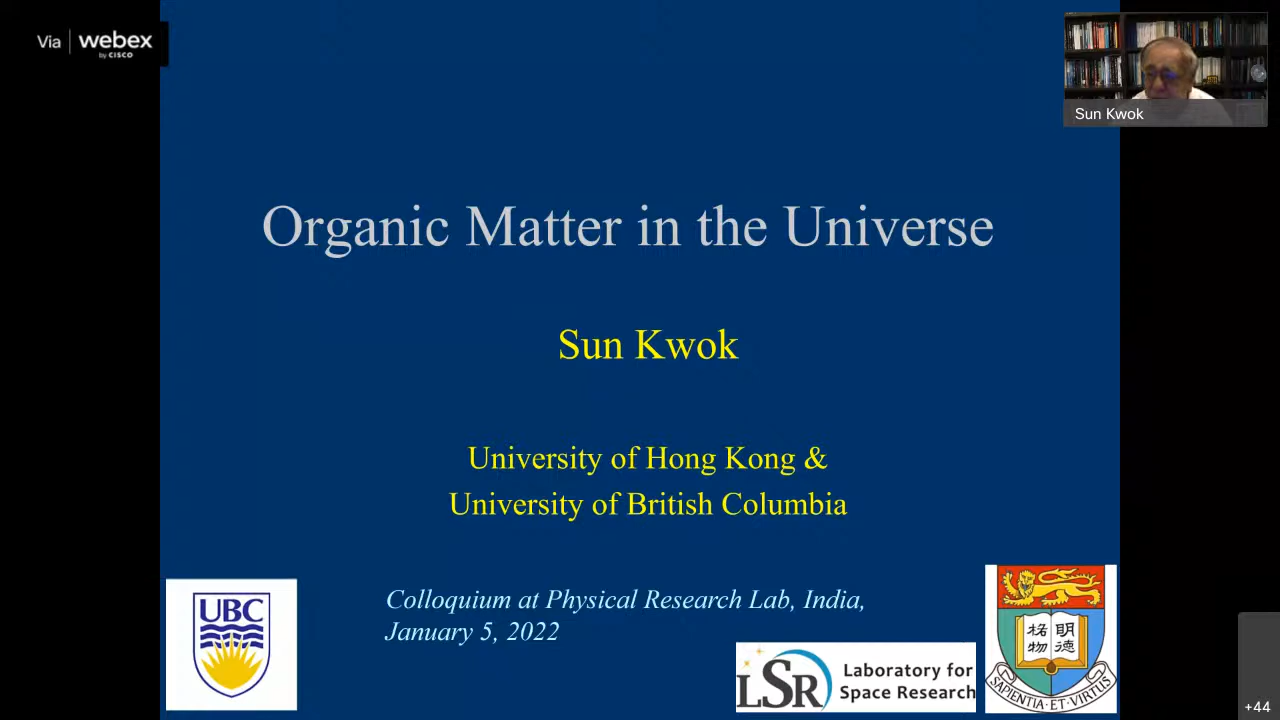 Via webex
by CISCO
Sun Kwok
Organic Matter in the Universe
Sun Kwok
University of Hong Kong &
University of British Columbia
Colloquium at Physical Research Lab, India,
January 5, 2022
UBC
LSR
Laboratory for
Space Research
明德
格物
SAPIENTIA·ET·VIRTUS
+44